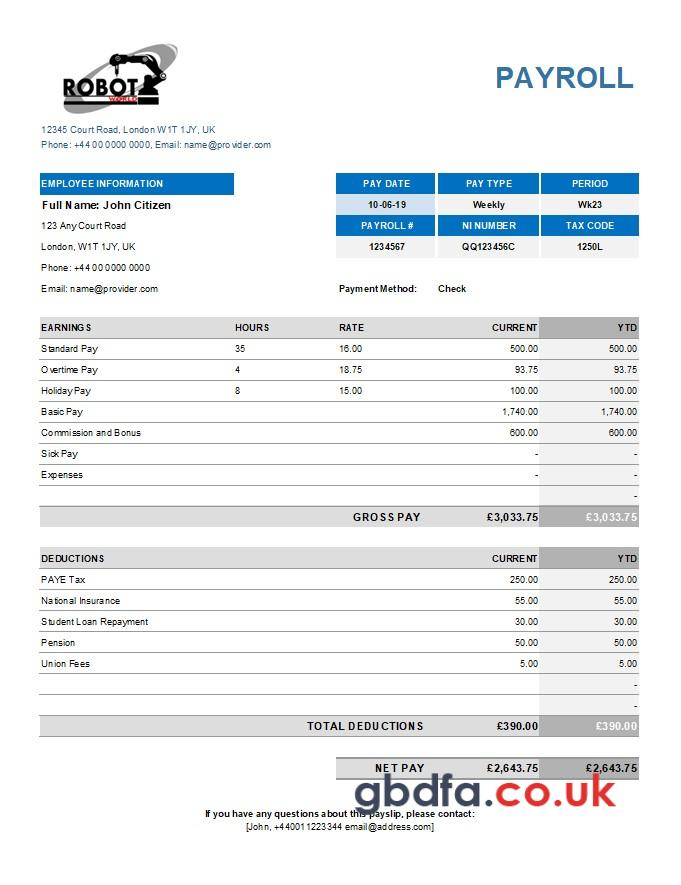 ROBOT
WORLD
PAYROLL
12345 Court Road, London W1T 1JY, UK
Phone: +44 00 0000 0000, Email: name@provider.com
EMPLOYEE INFORMATION PAY DATE PAY TYPE PERIOD
Full Name: John Citizen 10-06-19 Weekly Wk23
123 Any Court Road PAYROLL # NI NUMBER TAX CODE
London, W1T 1JY, UK 1234567 QQ123456C 1250L
Phone: +44 00 0000 0000
Email: name@provider.com Payment Method: Check
EARNINGS HOURS RATE CURRENT YTD
Standard Pay 35 16.00 500.00 500.00
Overtime Pay 4 18.75 93.75 93.75
Holiday Pay 8 15.00 100.00 100.00
Basic Pay 1,740.00 1,740.00
Commission and Bonus 600.00 600.00
Sick Pay - -
Expenses - -
-
GROSS PAY £3,033.75 £3,033.75
DEDUCTIONS CURRENT YTD
PAYE Tax 250.00 250.00
National Insurance 55.00 55.00
Student Loan Repayment 30.00 30.00
Pension 50.00 50.00
Union Fees 5.00 5.00
-
-
TOTAL DEDUCTIONS £390.00 £390.00
NET PAY £2,643.75 £2,643.75
gbdfa.co.uk
If you have any questions about this payslip, please contact:
[John, +440011223344 email@address.com]